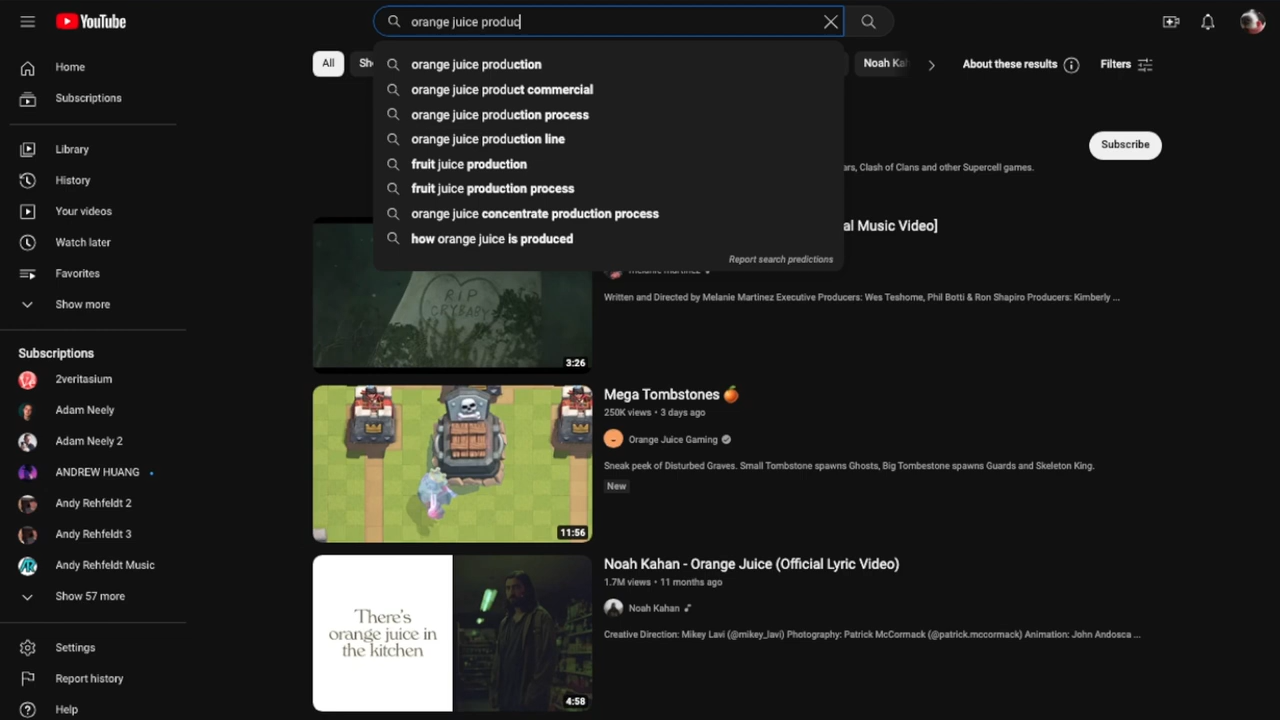 YouTube
orange juice produc
All
Noah Kah
About these results
Filters
Home
Subscriptions
Library
History
Your videos
Watch later
Favorites
Show more
Subscriptions
2veritasium
Adam Neely
Adam Neely 2
ANDREW HUANG
Andy Rehfeldt 2
Andy Rehfeldt 3
Andy Rehfeldt Music
Show 57 more
Settings
Report history
Help
orange juice production
orange juice product commercial
orange juice production process
orange juice production line
fruit juice production
fruit juice production process
orange juice concentrate production process
how orange juice is produced
Report search predictions
Subscribe
Clash of Clans and other Supercell games.
Music Video]
RIP
CRYBABY
3:26
Written and Directed by Melanie Martinez Executive Producers: Wes Teshome, Phil Botti & Ron Shapiro Producers: Kimberly ...
11:56
Mega Tombstones
250K views • 3 days ago
Orange Juice Gaming
Sneak peek of Disturbed Graves. Small Tombstone spawns Ghosts, Big Tombestone spawns Guards and Skeleton King.
New
There's
orange juice in
the kitchen
4:58
Noah Kahan - Orange Juice (Official Lyric Video)
1.7M views • 11 months ago
Noah Kahan
Creative Direction: Mikey Lavi (@mikey_lavi) Photography: Patrick McCormack (@patrick.mccormack) Animation: John Andosca ...